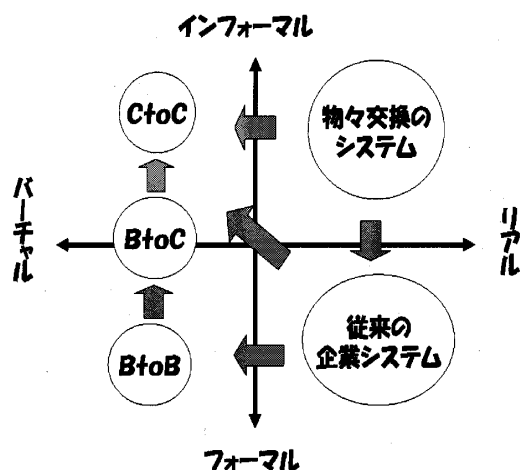 インフォーマル
CtoC
物々交換の
システム
バーチャル
BtoC
リアル
BtoB
従来の
企業システム
フォーマル